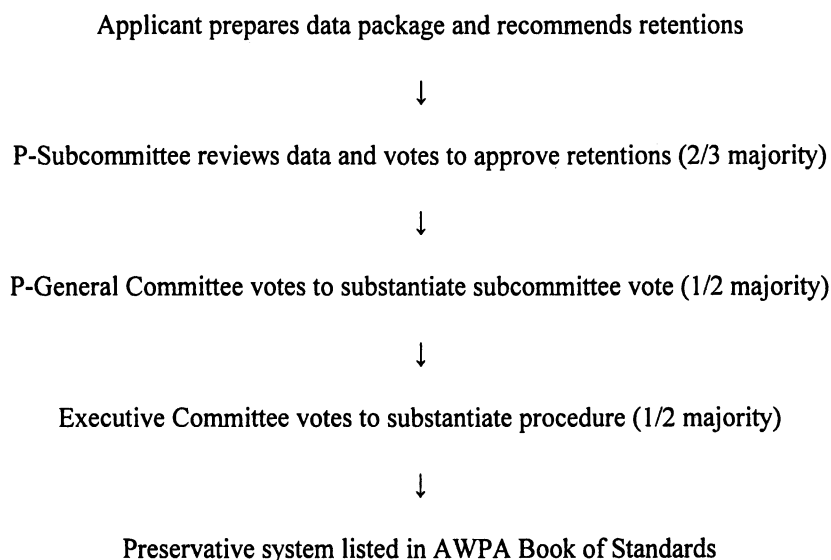 Applicant prepares data package and recommends retentions
↓
P-Subcommittee reviews data and votes to approve retentions (2/3 majority)
↓
P-General Committee votes to substantiate subcommittee vote (1/2 majority)
↓
Executive Committee votes to substantiate procedure (1/2 majority)
↓
Preservative system listed in AWPA Book of Standards